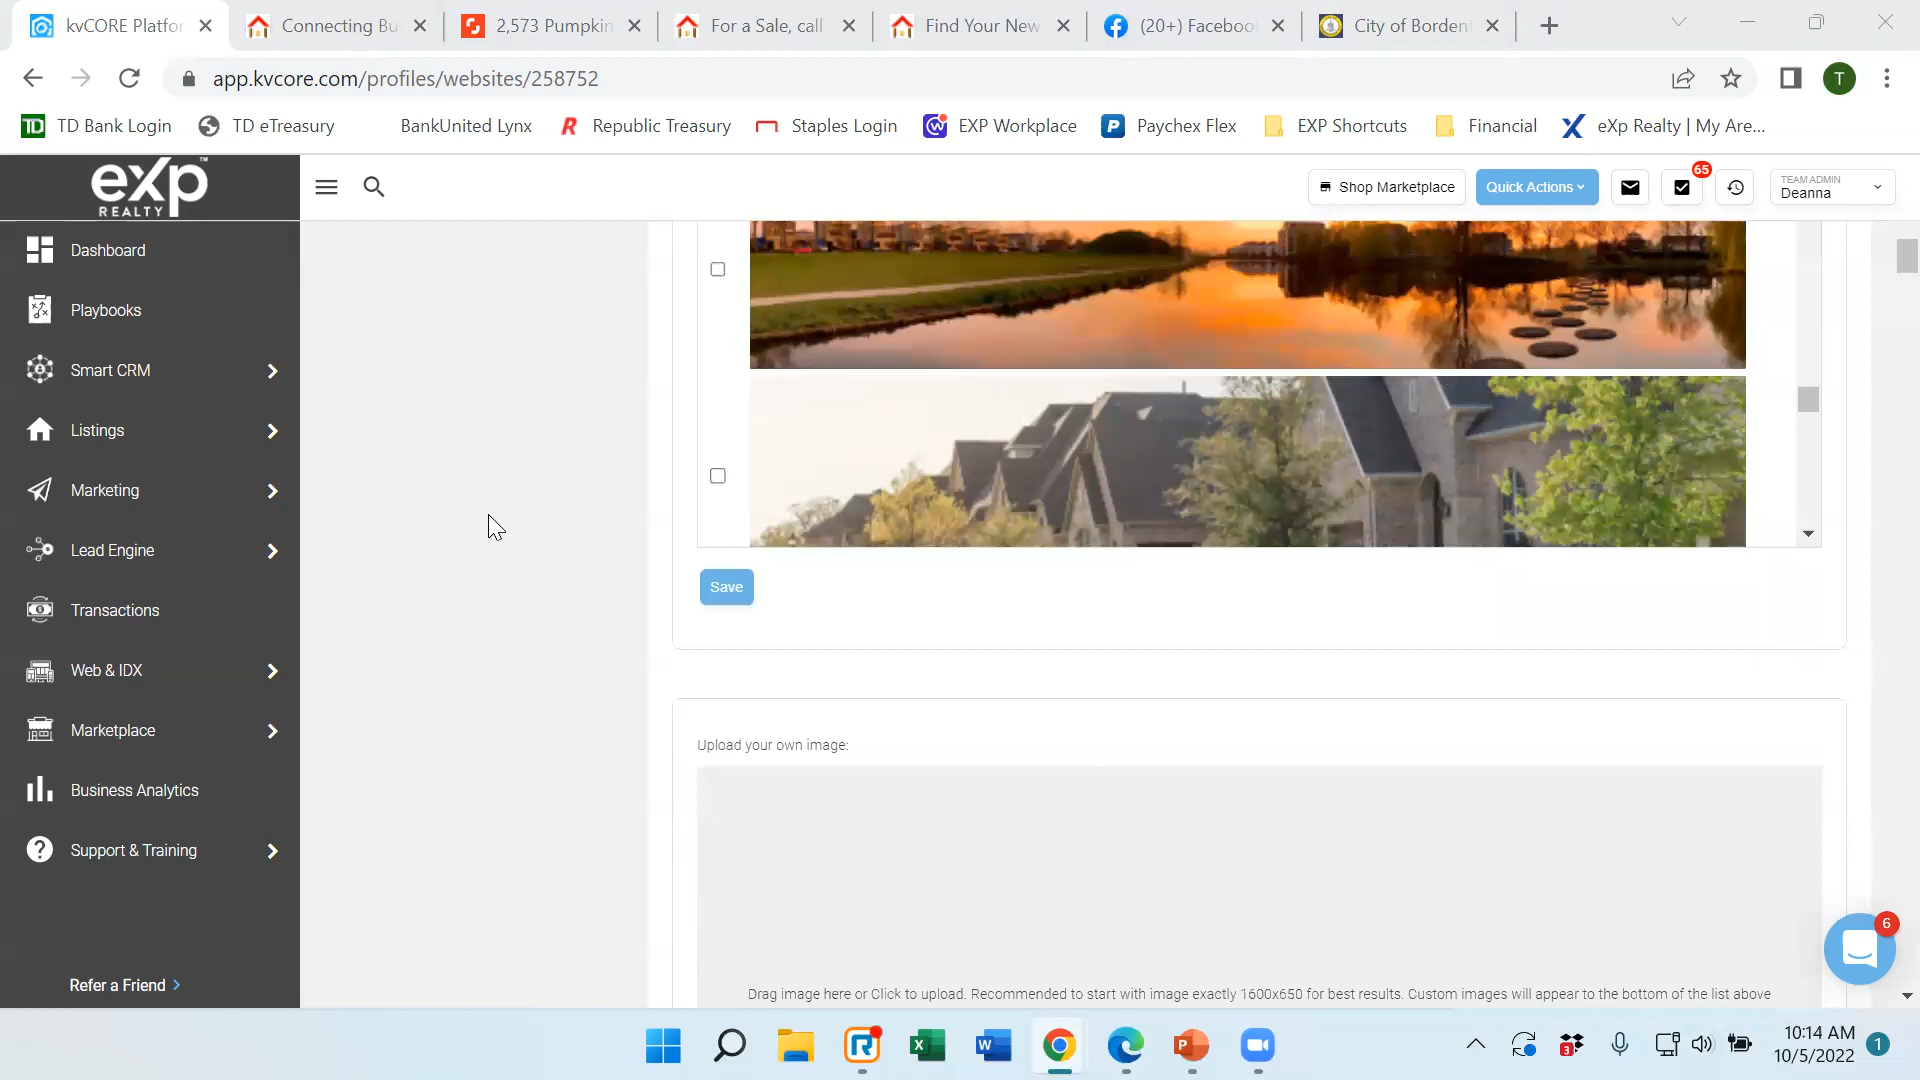 kvCORE Platfor
Connecting Bu
2,573 Pumpkin
For a Sale, call
Find Your New
(20+) Faceboo
City of Bordent
app.kvcore.com/profiles/websites/258752
T
TD Bank Login
TD eTreasury
BankUnited Lynx
Republic Treasury
Staples Login
EXP Workplace
Paychex Flex
EXP Shortcuts
Financial
eXp Realty | My Are...
eXp™
REALTY
Shop Marketplace
Quick Actions
65
TEAM ADMIN
Deanna
Dashboard
Playbooks
Smart CRM
Listings
Marketing
Lead Engine
Transactions
Web & IDX
Marketplace
Business Analytics
Support & Training
Refer a Friend
Save
Upload your own image:
Drag image here or Click to upload. Recommended to start with image exactly 1600x650 for best results. Custom images will appear to the bottom of the list above
6
3
10:14 AM
10/5/2022
1